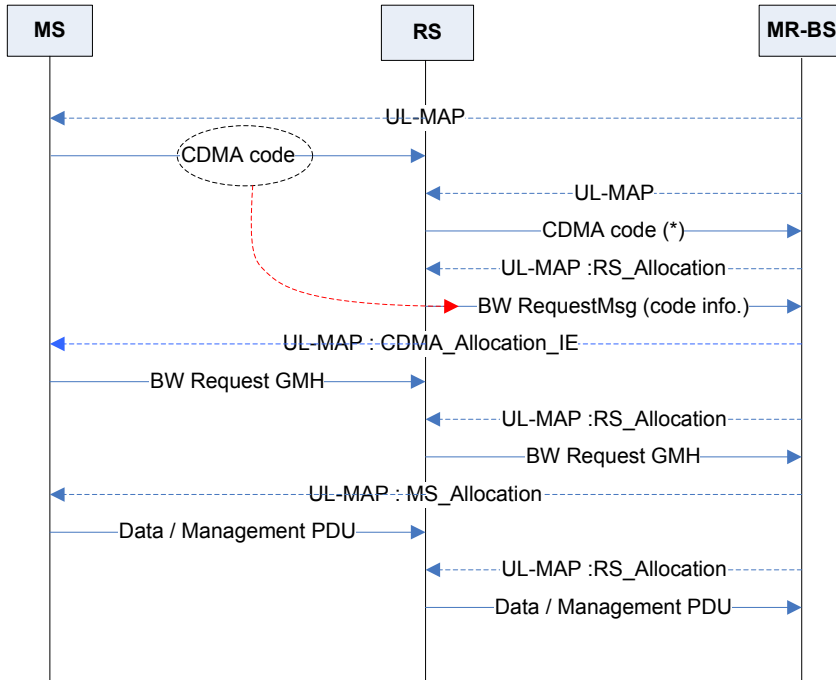 MS
RS
MR-BS
UL-MAP
CDMA code
UL-MAP
CDMA code (*)
UL-MAP :RS_Allocation
BW RequestMsg (code info.)
UL-MAP : CDMA_Allocation_IE
BW Request GMH
UL-MAP :RS_Allocation
BW Request GMH
UL-MAP : MS_Allocation
Data / Management PDU
UL-MAP :RS_Allocation
Data / Management PDU